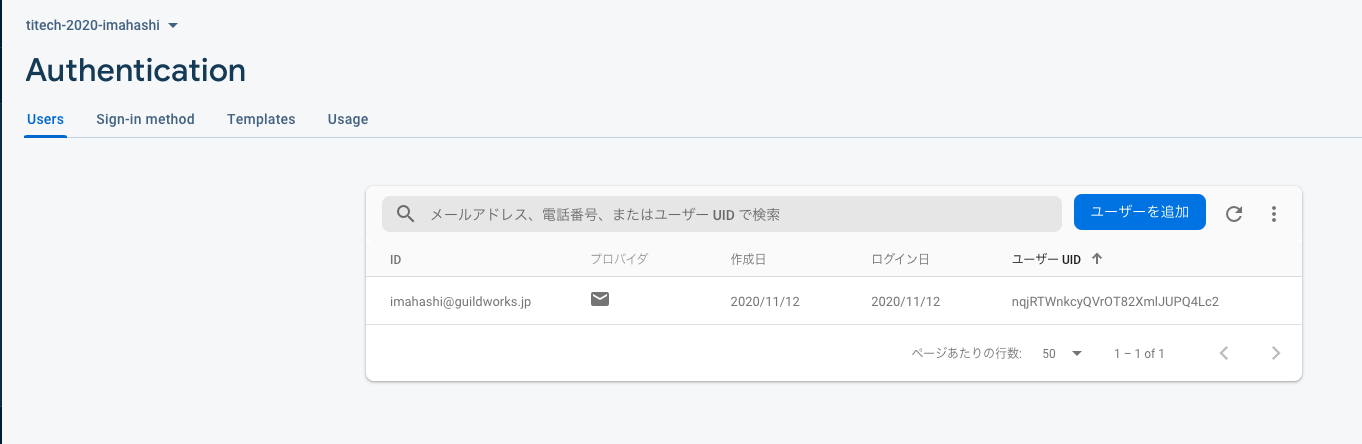 titech-2020-imahashi
Authentication
Users Sign-in method Templates Usage
メールアドレス、電話番号、またはユーザー UID で検索 ユーザーを追加
ID プロバイダ 作成日 ログイン日 ユーザー UID
imahashi@guildworks.jp 2020/11/12 2020/11/12 nqjRTWnkcyQVrOT82XmlJUPQ4Lc2
ページあたりの行数: 50 1 – 1 of 1